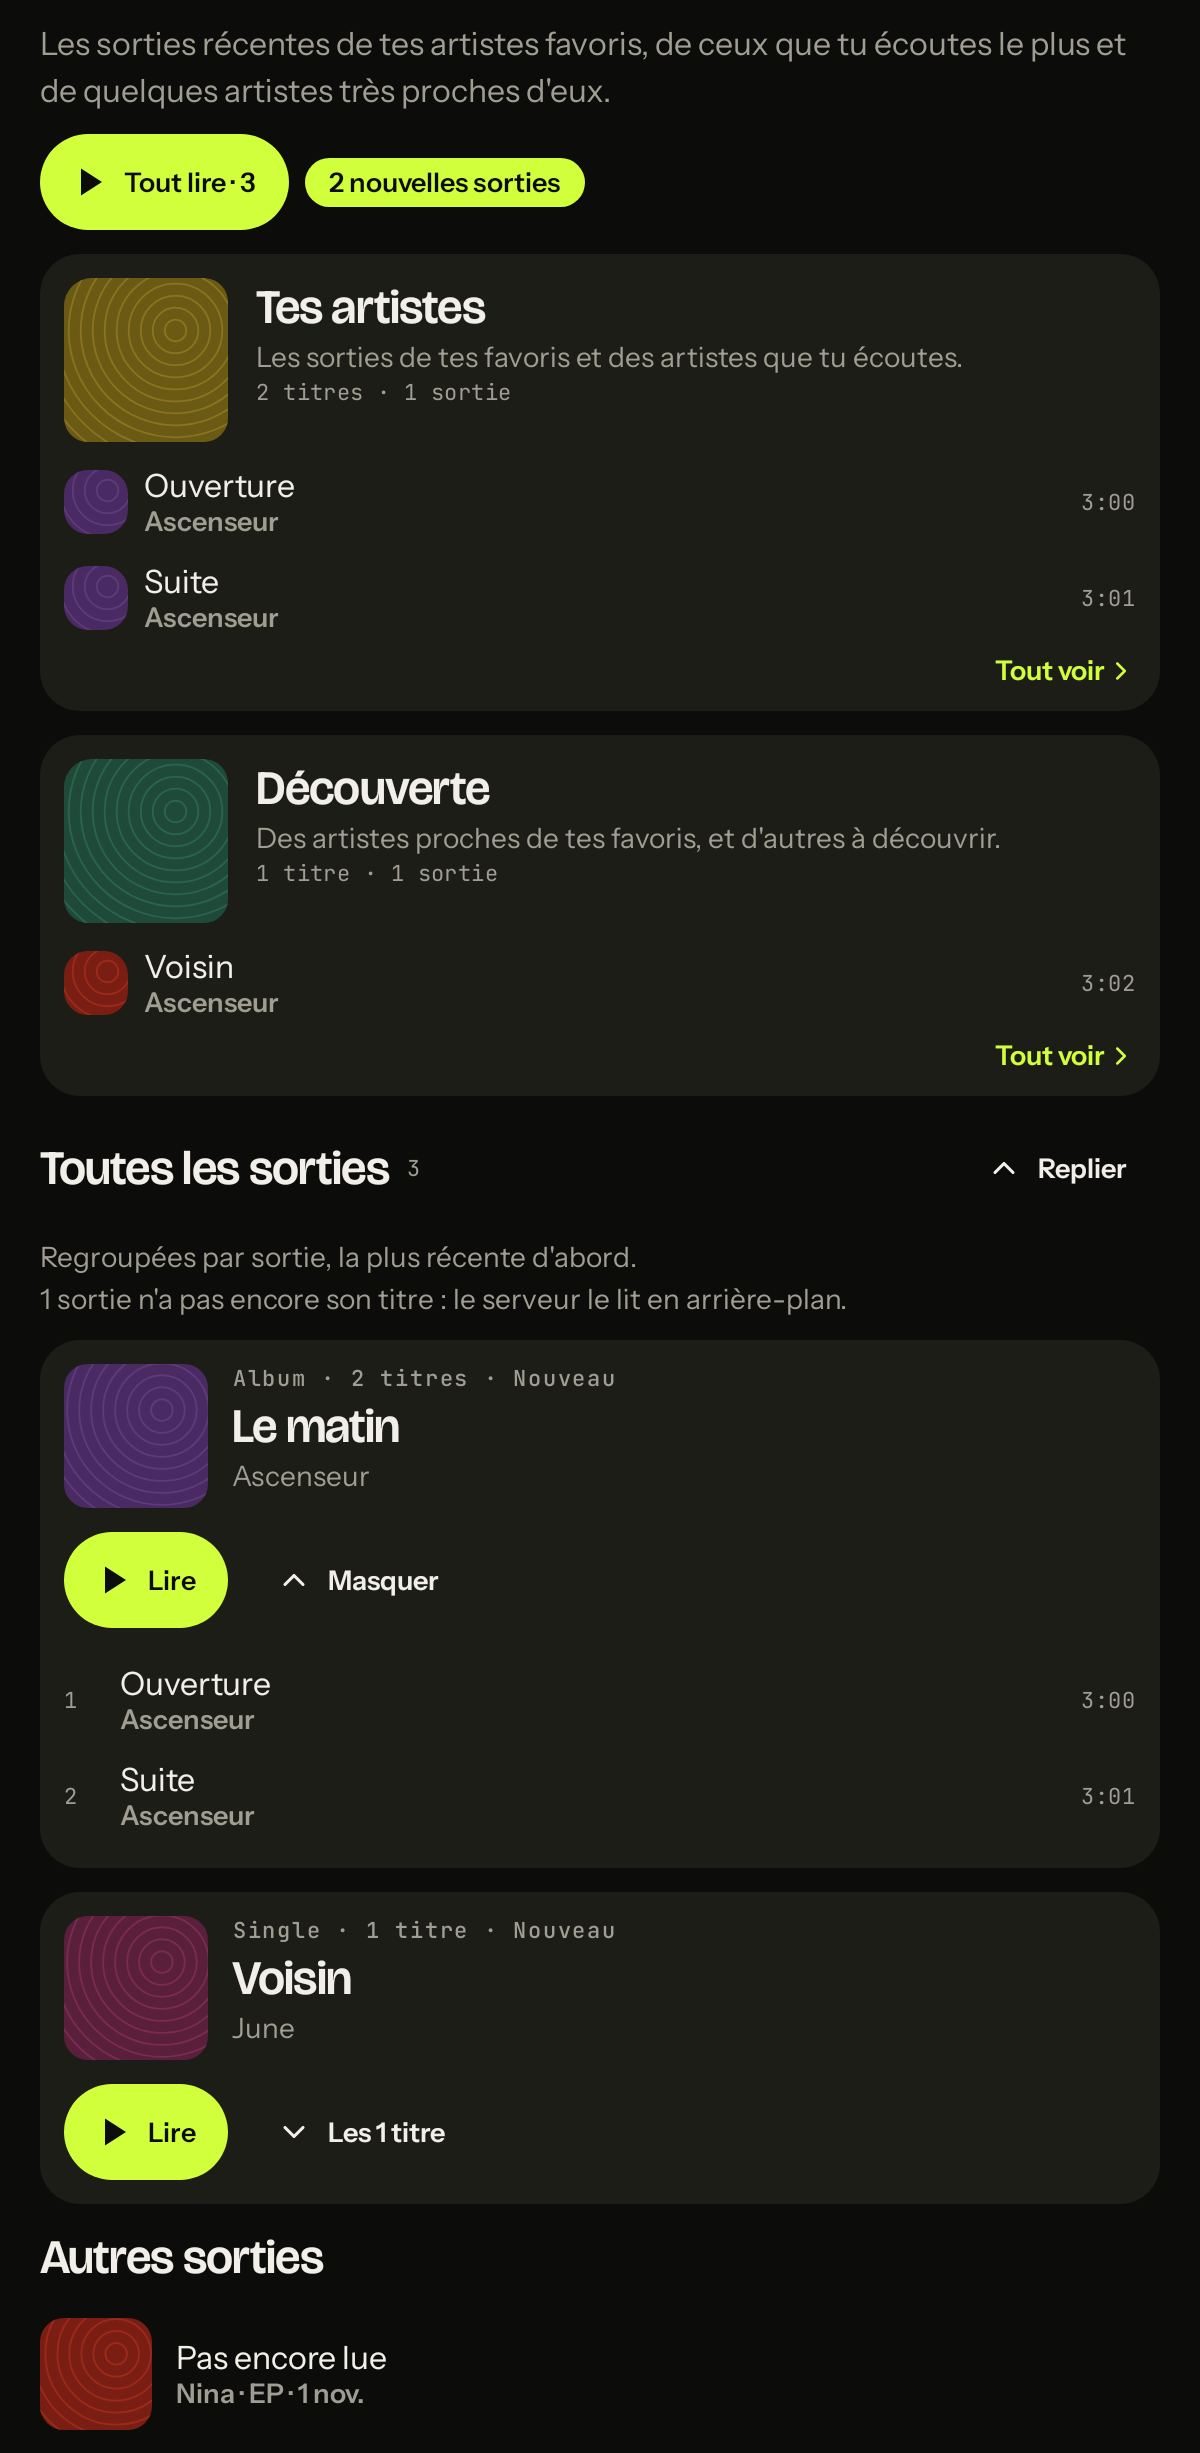 Les sorties récentes de tes artistes favoris, de ceux que tu écoutes le plus et
de quelques artistes très proches d'eux.
Tout lire · 3
2 nouvelles sorties
Tes artistes
Les sorties de tes favoris et des artistes que tu écoutes.
2 titres · 1 sortie
Ouverture
Ascenseur
3:00
Suite
Ascenseur
3:01
Tout voir
Découverte
Des artistes proches de tes favoris, et d'autres à découvrir.
1 titre · 1 sortie
Voisin
Ascenseur
3:02
Tout voir
Toutes les sorties 3
Replier
Regroupées par sortie, la plus récente d'abord.
1 sortie n'a pas encore son titre : le serveur le lit en arrière-plan.
Album · 2 titres · Nouveau
Le matin
Ascenseur
Lire
Masquer
1
Ouverture
Ascenseur
3:00
2
Suite
Ascenseur
3:01
Single · 1 titre · Nouveau
Voisin
June
Lire
Les 1 titre
Autres sorties
Pas encore lue
Nina · EP · 1 nov.